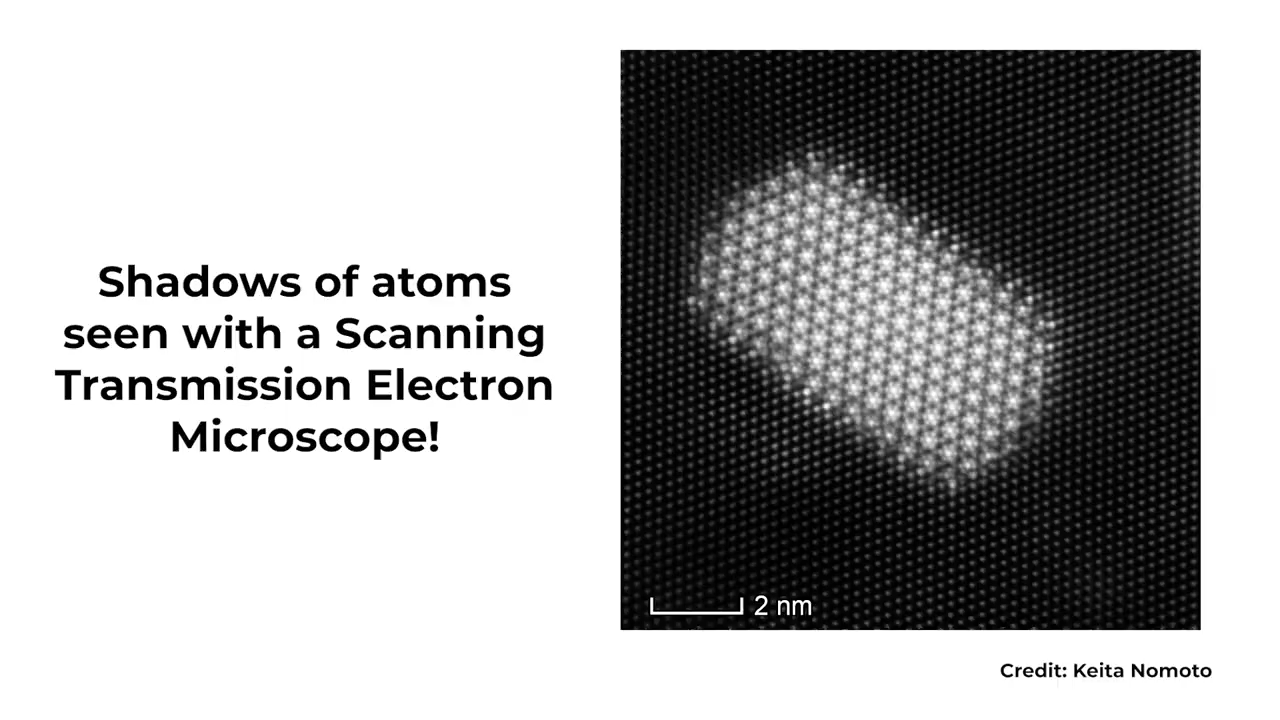 Shadows of atoms
seen with a Scanning
Transmission Electron
Microscope!
2 nm
Credit: Keita Nomoto